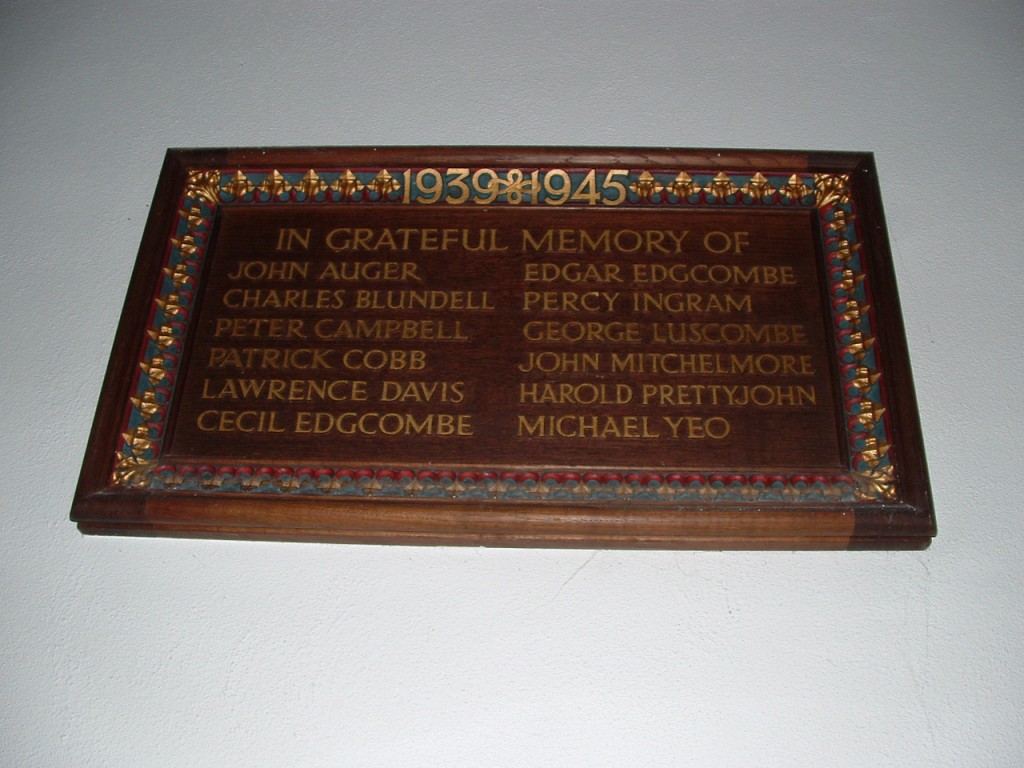 1939 & 1945
IN GRATEFUL MEMORY OF
JOHN AUGER
CHARLES BLUNDELL
PETER CAMPBELL
PATRICK COBB
LAWRENCE DAVIS
CECIL EDGCOMBE
EDGAR EDGCOMBE
PERCY INGRAM
GEORGE LUSCOMBE
JOHN MITCHELMORE
HAROLD PRETTYJOHN
MICHAEL YEO